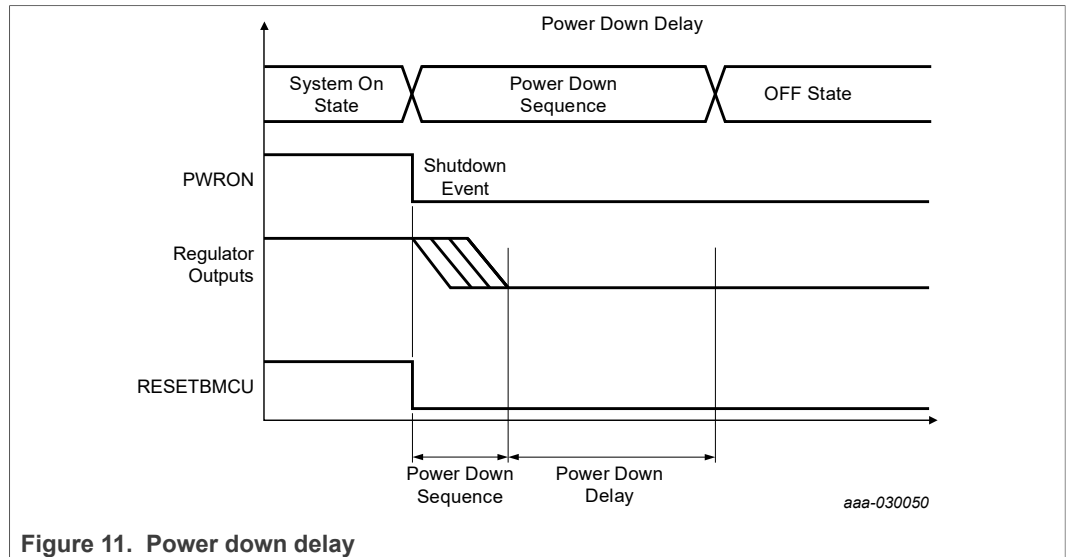 Power Down Delay
System On
State
Power Down
Sequence
OFF State
PWRON
Shutdown
Event
Regulator
Outputs
RESETBMCU
Power Down
Sequence
Power Down
Delay
aaa-030050
Figure 11. Power down delay